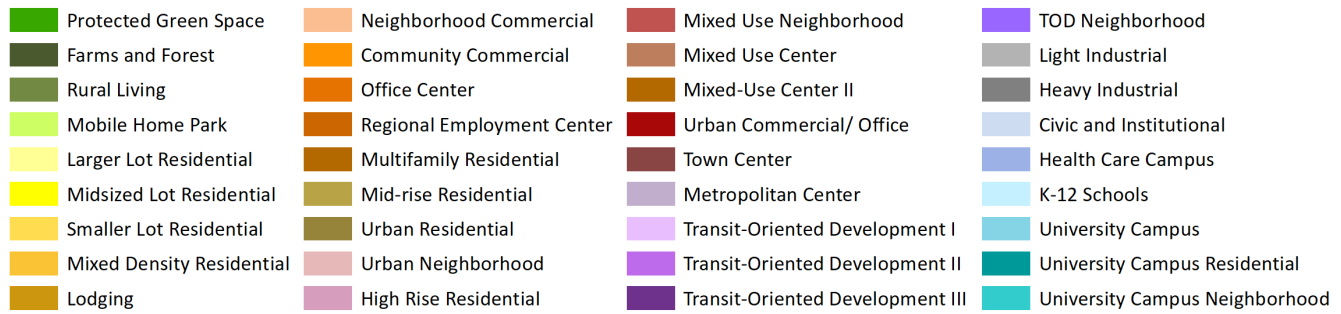 Protected Green Space
Farms and Forest
Rural Living
Mobile Home Park
Larger Lot Residential
Midsized Lot Residential
Smaller Lot Residential
Mixed Density Residential
Lodging
Neighborhood Commercial
Community Commercial
Office Center
Regional Employment Center
Multifamily Residential
Mid-rise Residential
Urban Residential
Urban Neighborhood
High Rise Residential
Mixed Use Neighborhood
Mixed Use Center
Mixed-Use Center II
Urban Commercial/ Office
Town Center
Metropolitan Center
Transit-Oriented Development I
Transit-Oriented Development II
Transit-Oriented Development III
TOD Neighborhood
Light Industrial
Heavy Industrial
Civic and Institutional
Health Care Campus
K-12 Schools
University Campus
University Campus Residential
University Campus Neighborhood